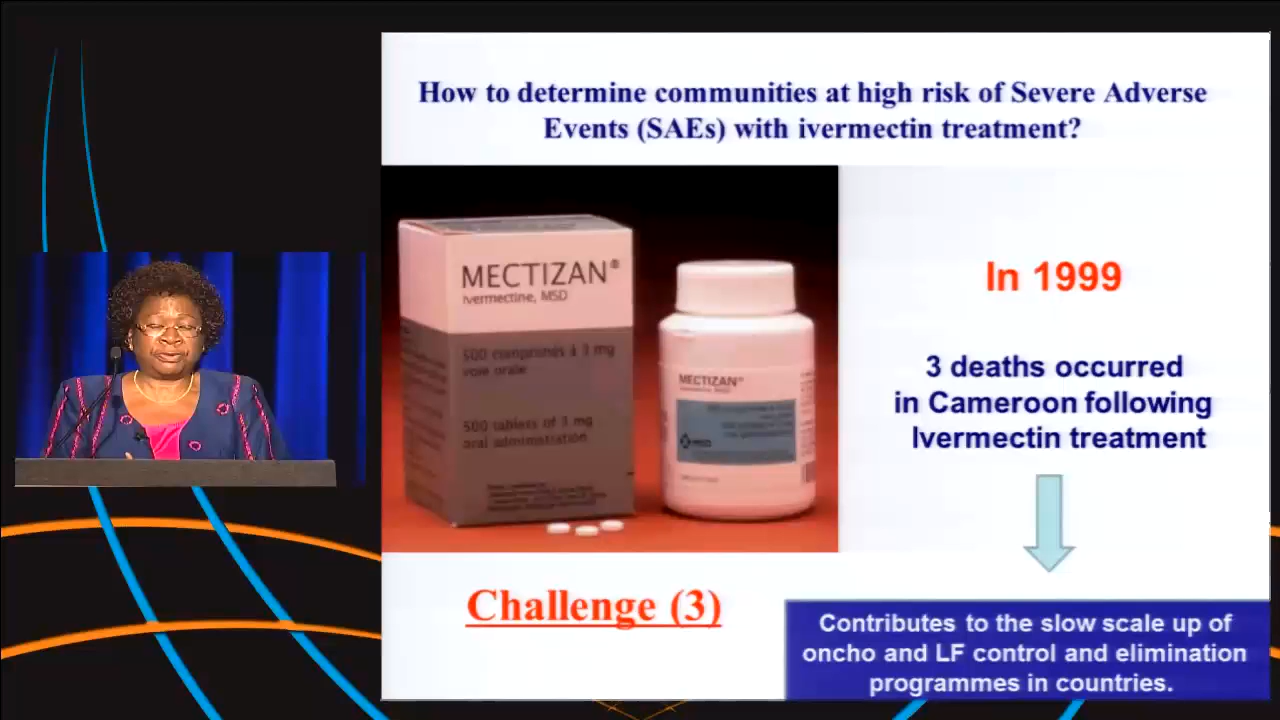 How to determine communities at high risk of Severe Adverse
Events (SAEs) with ivermectin treatment?
MECTIZAN®
ivermectine, MSD
500 comprimés à 3 mg
voie orale
500 tablets of 3 mg
oral administration
MECTIZAN®
MSD
In 1999
3 deaths occurred
in Cameroon following
Ivermectin treatment
Challenge (3)
Contributes to the slow scale up of
oncho and LF control and elimination
programmes in countries.